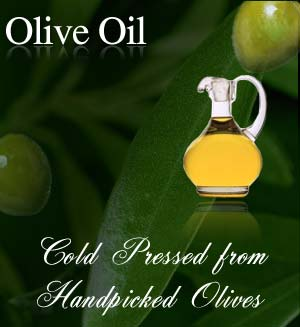 Olive Oil
Cold Pressed from
Handpicked Olives